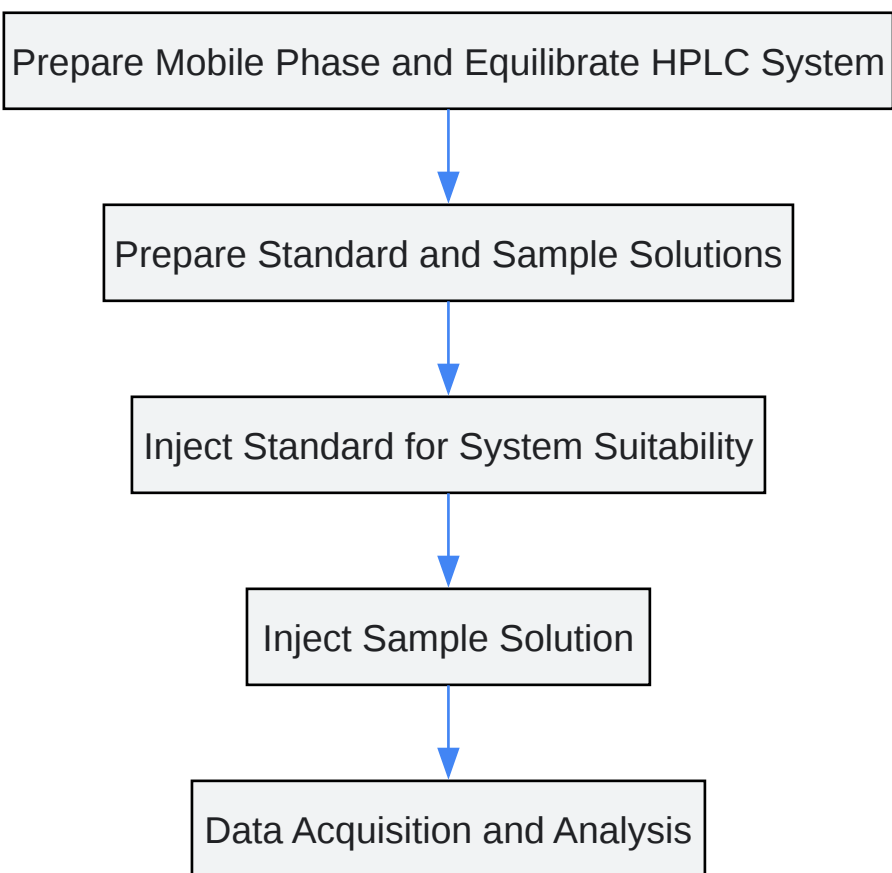 Prepare Mobile Phase and Equilibrate HPLC System
Prepare Standard and Sample Solutions
Inject Standard for System Suitability
Inject Sample Solution
Data Acquisition and Analysis